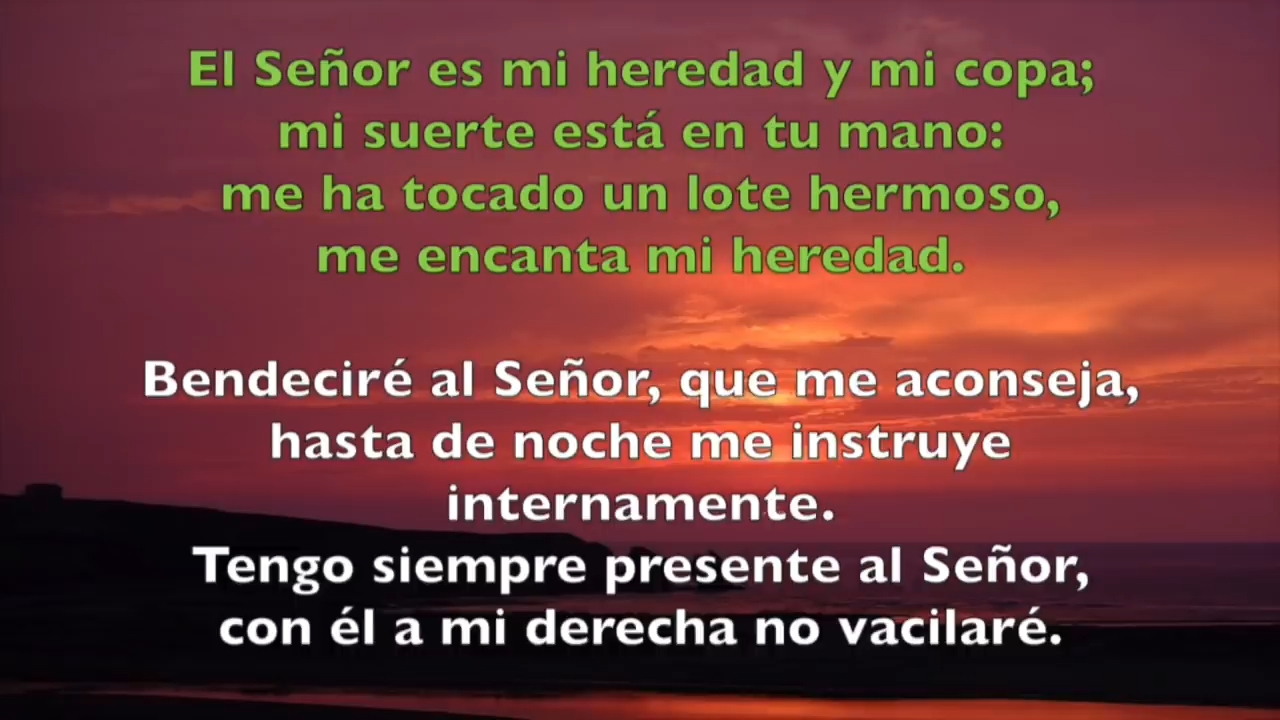 El Señor es mi heredad y mi copa;
mi suerte está en tu mano:
me ha tocado un lote hermoso,
me encanta mi heredad.
Bendeciré al Señor, que me aconseja,
hasta de noche me instruye
internamente.
Tengo siempre presente al Señor,
con él a mi derecha no vacilaré.